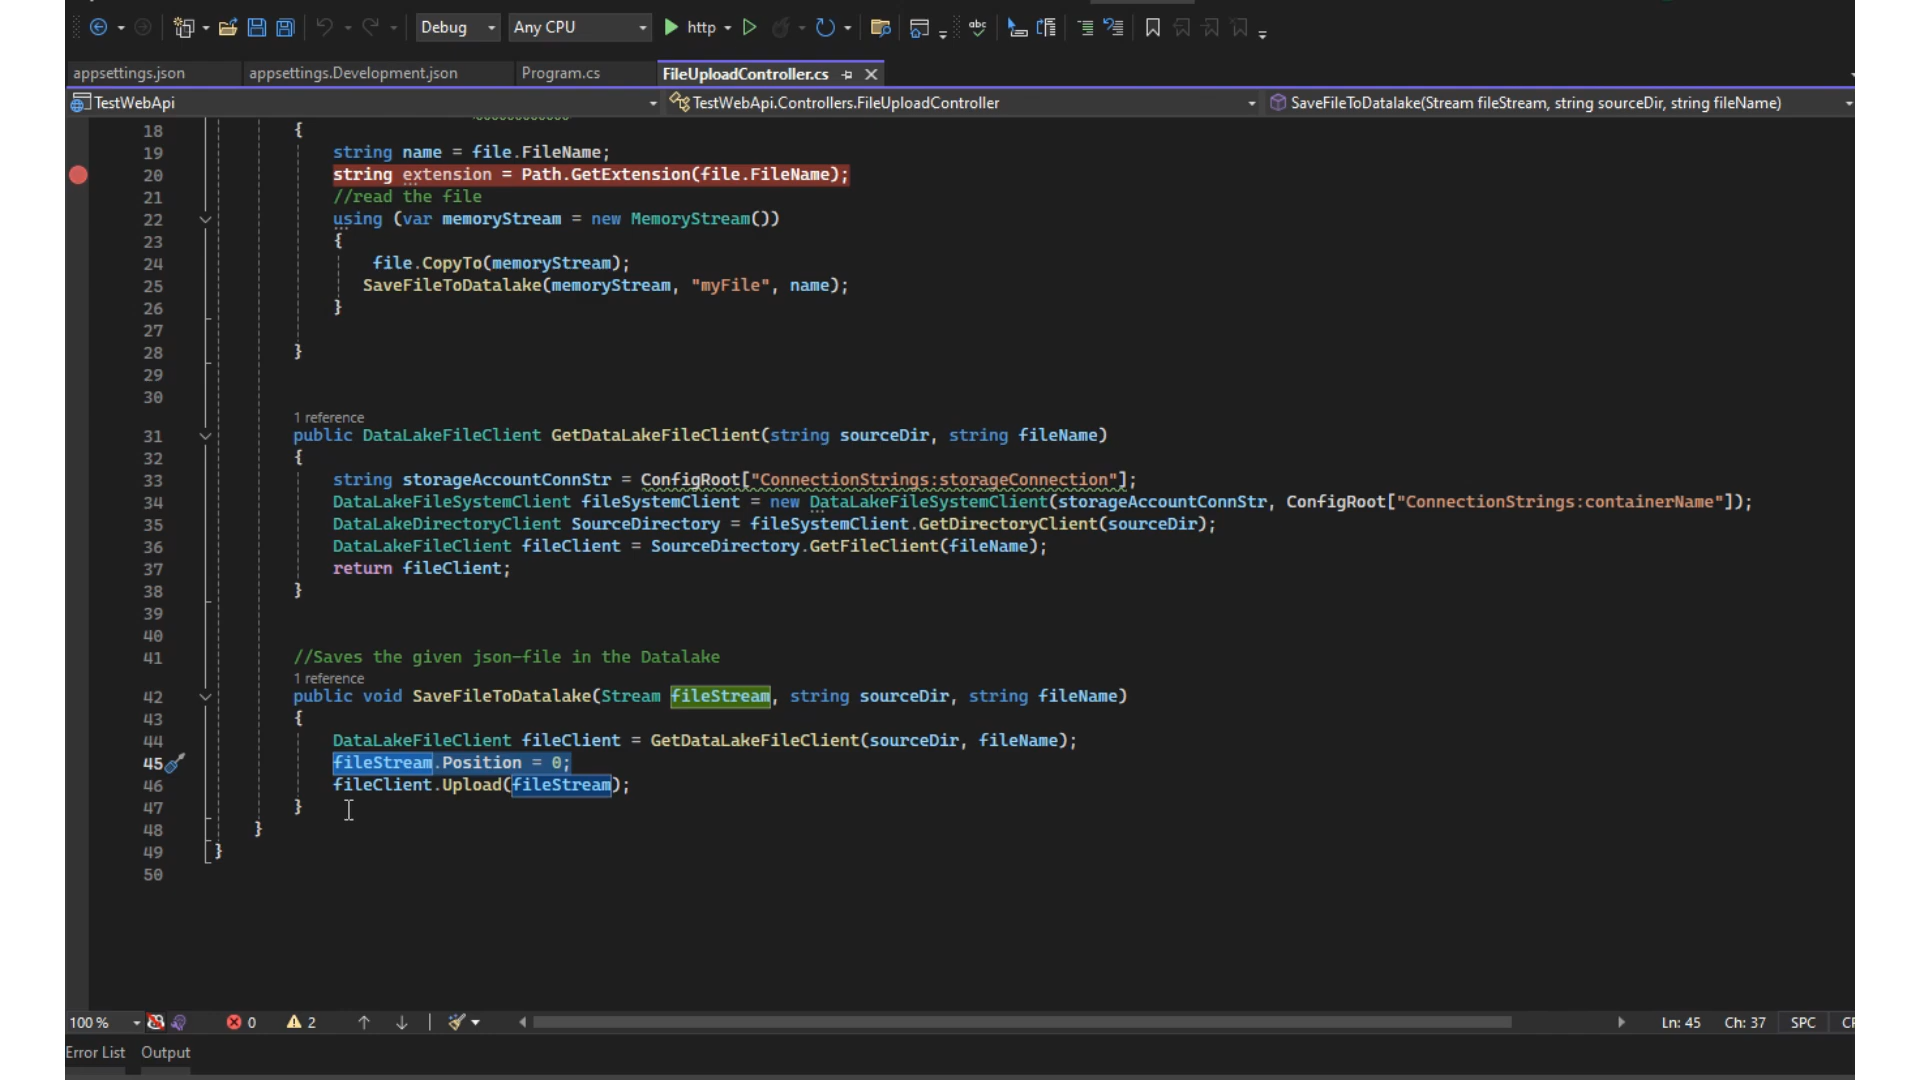 Debug Any CPU http abc
appsettings.json appsettings.Development.json Program.cs FileUploadController.cs
TestWebApi TestWebApi.Controllers.FileUploadController SaveFileToDatalake(Stream fileStream, string sourceDir, string fileName)
18 {
19 string name = file.FileName;
20 string extension = Path.GetExtension(file.FileName);
21 //read the file
22 using (var memoryStream = new MemoryStream())
23 {
24 file.CopyTo(memoryStream);
25 SaveFileToDatalake(memoryStream, "myFile", name);
26 }
27
28 }
29
30
1 reference
31 public DataLakeFileClient GetDataLakeFileClient(string sourceDir, string fileName)
32 {
33 string storageAccountConnStr = ConfigRoot["ConnectionStrings:storageConnection"];
34 DataLakeFileSystemClient fileSystemClient = new DataLakeFileSystemClient(storageAccountConnStr, ConfigRoot["ConnectionStrings:containerName"]);
35 DataLakeDirectoryClient SourceDirectory = fileSystemClient.GetDirectoryClient(sourceDir);
36 DataLakeFileClient fileClient = SourceDirectory.GetFileClient(fileName);
37 return fileClient;
38 }
39
40
41 //Saves the given json-file in the Datalake
1 reference
42 public void SaveFileToDatalake(Stream fileStream, string sourceDir, string fileName)
43 {
44 DataLakeFileClient fileClient = GetDataLakeFileClient(sourceDir, fileName);
45 fileStream.Position = 0;
46 fileClient.Upload(fileStream);
47 }
48 }
49 }
50
100 % 0 2 Ln: 45 Ch: 37 SPC
Error List Output